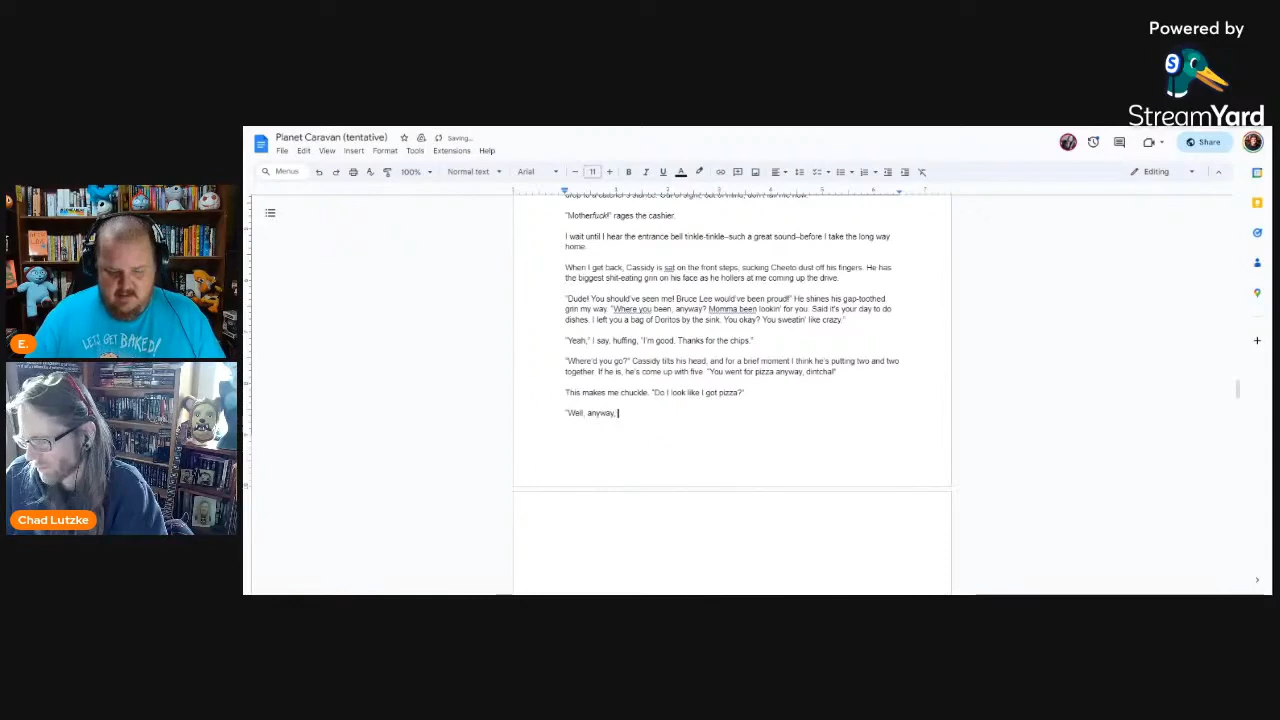 Powered by
S
StreamYard
Planet Caravan (tentative)
Saving...
File Edit View Insert Format Tools Extensions Help
Share
Menus
100%
Normal text
Arial
11
B I U A
Editing
1 1 2 3 4 5 6 7
"Motherfuck!" rages the cashier.
I wait until I hear the entrance bell tinkle-tinkle–such a great sound–before I take the long way
home.
When I get back, Cassidy is sat on the front steps, sucking Cheeto dust off his fingers. He has
the biggest shit-eating grin on his face as he hollers at me coming up the drive.
"Dude! You should've seen me! Bruce Lee would've been proud!" He shines his gap-toothed
grin my way. "Where you been, anyway? Momma been lookin' for you. Said it's your day to do
dishes. I left you a bag of Doritos by the sink. You okay? You sweatin' like crazy."
"Yeah," I say, huffing, "I'm good. Thanks for the chips."
"Where'd you go?" Cassidy tilts his head, and for a brief moment I think he's putting two and two
together. If he is, he's come up with five. "You went for pizza anyway, dintcha!"
This makes me chuckle. "Do I look like I got pizza?"
"Well, anyway,
LET'S GET BAKED!
E.
Chad Lutzke